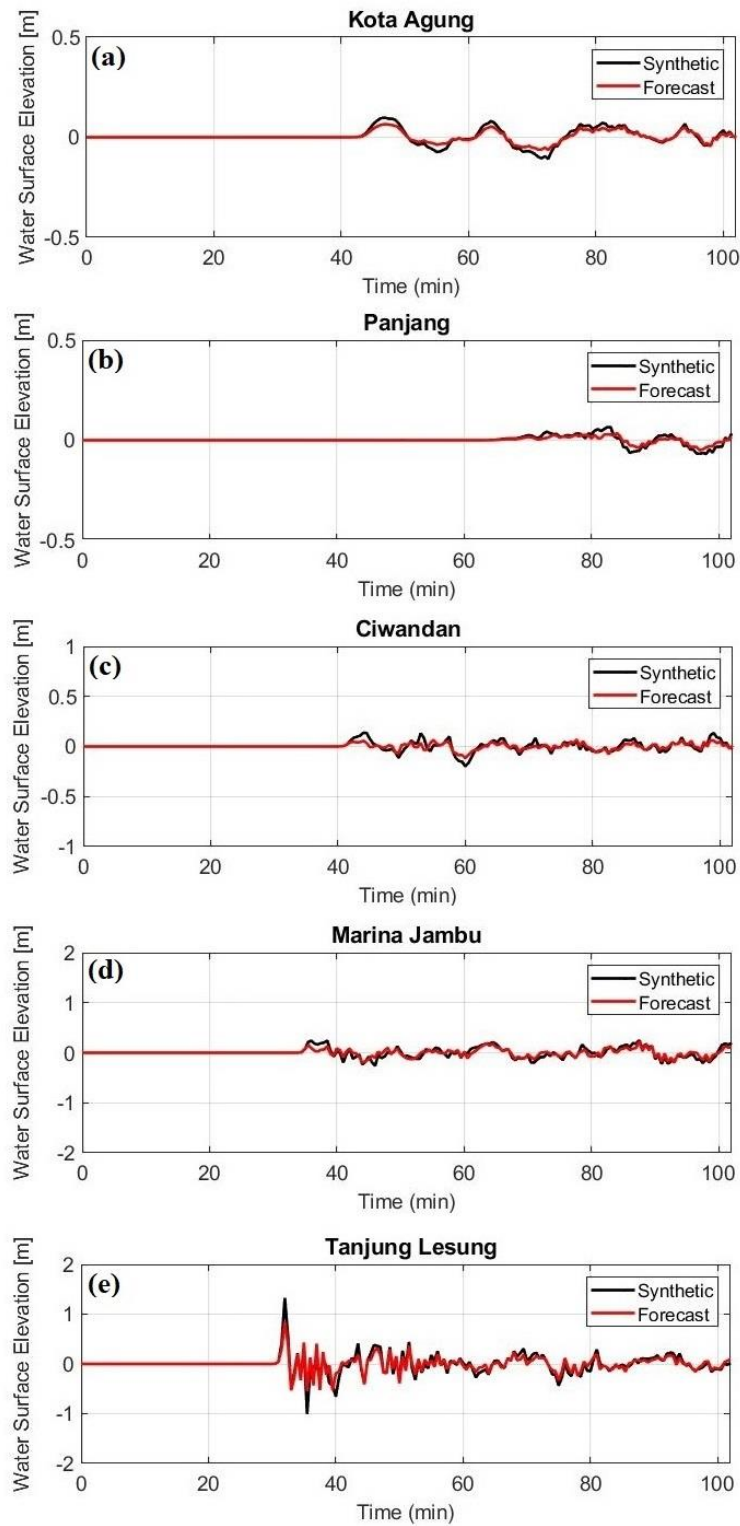 Kota Agung
(a)
Synthetic
Forecast
Water Surface Elevation [m]
0.5
0
-0.5
0 20 40 60 80 100
Time (min)
Panjang
(b)
Synthetic
Forecast
Water Surface Elevation [m]
0.5
0
-0.5
0 20 40 60 80 100
Time (min)
Ciwandan
(c)
Synthetic
Forecast
Water Surface Elevation [m]
1
0.5
0
-0.5
-1
0 20 40 60 80 100
Time (min)
Marina Jambu
(d)
Synthetic
Forecast
Water Surface Elevation [m]
2
1
0
-1
-2
0 20 40 60 80 100
Time (min)
Tanjung Lesung
(e)
Synthetic
Forecast
Water Surface Elevation [m]
2
1
0
-1
-2
0 20 40 60 80 100
Time (min)